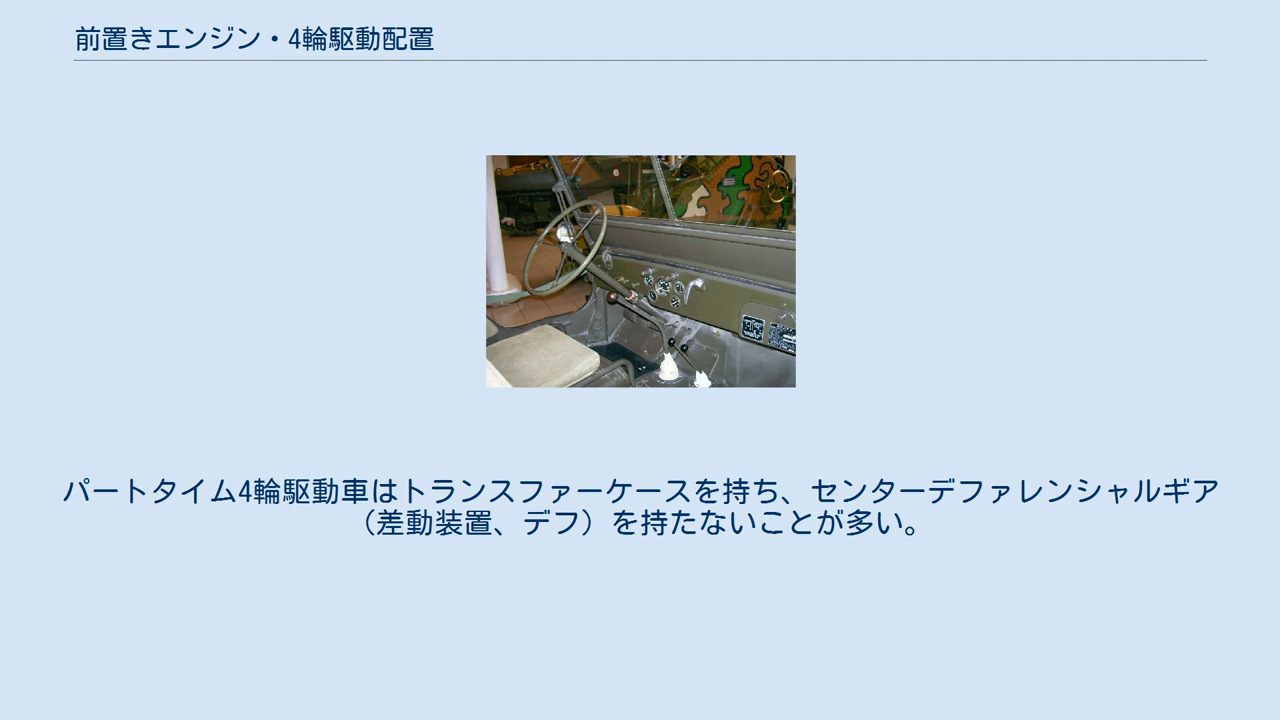 前置きエンジン・4輪駆動配置
6
パートタイム4輪駆動車はトランスファーケースを持ち、センターデファレンシャルギア
（差動装置、デフ）を持たないことが多い。